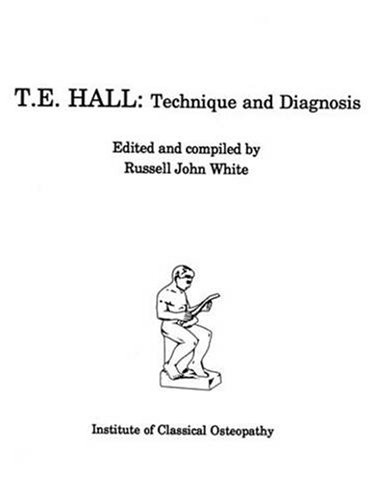 T.E. HALL: Technique and Diagnosis
Edited and compiled by
Russell John White
Institute of Classical Osteopathy